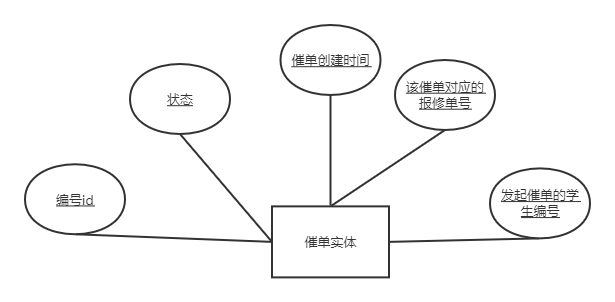 催单创建时间
该催单对应的
报修单号
状态
发起催单的学
生编号
编号id
催单实体